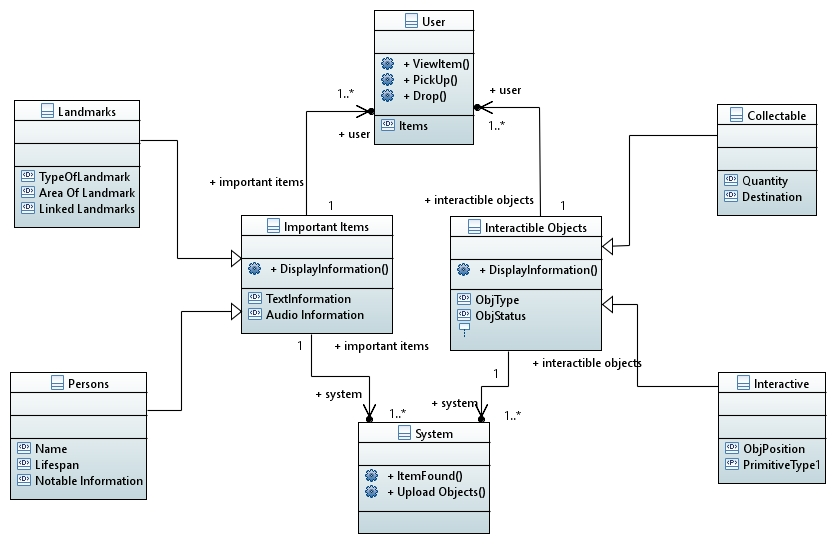 User
+ ViewItem()
+ PickUp()
+ Drop()
Items
1..*
+ user
+ user
1..*
Landmarks
TypeOfLandmark
Area Of Landmark
Linked Landmarks
Collectable
Quantity
Destination
+ important items
1
+ interactible objects
1
Important Items
+ DisplayInformation()
TextInformation
Audio Information
Interactible Objects
+ DisplayInformation()
ObjType
ObjStatus
1
+ important items
+ system
1..*
1
+ interactible objects
+ system
1..*
Persons
Name
Lifespan
Notable Information
System
+ ItemFound()
+ Upload Objects()
Interactive
ObjPosition
PrimitiveType1